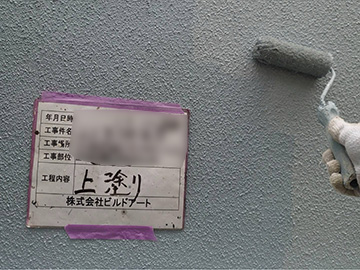 年月日時
工事件名
工事場所
工事部位
工程内容 上塗り
株式会社ビルドアート